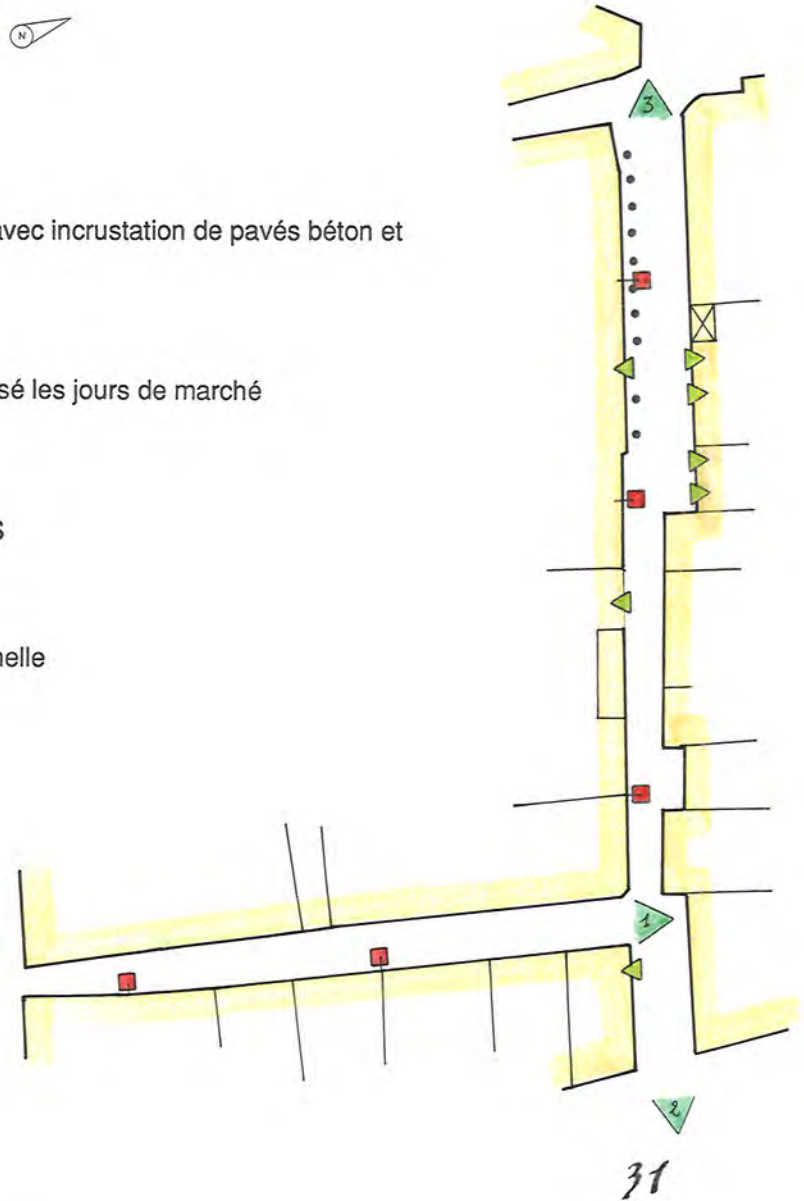 N
3
avec incrustation de pavés béton et
sé les jours de marché
S
nelle
1
2
31